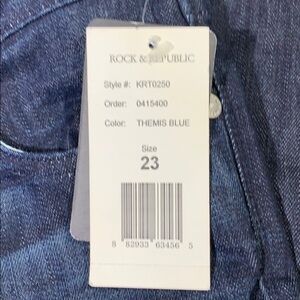 ROCK & REPUBLIC
Style #: KRT0250
Order: 0415400
Color: THEMIS BLUE
Size
23
8 82933 63456 5